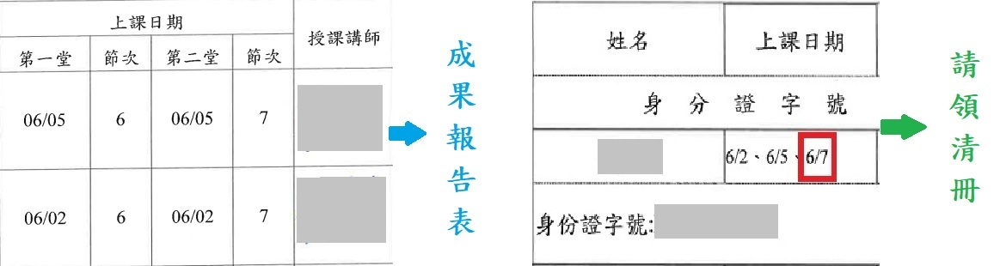 上課日期
授課講師
第一堂 節次 第二堂 節次
06/05 6 06/05 7
06/02 6 06/02 7
成果報告表
姓名 上課日期
身分證字號
6/2、6/5、6/7
身份證字號:
請領清冊